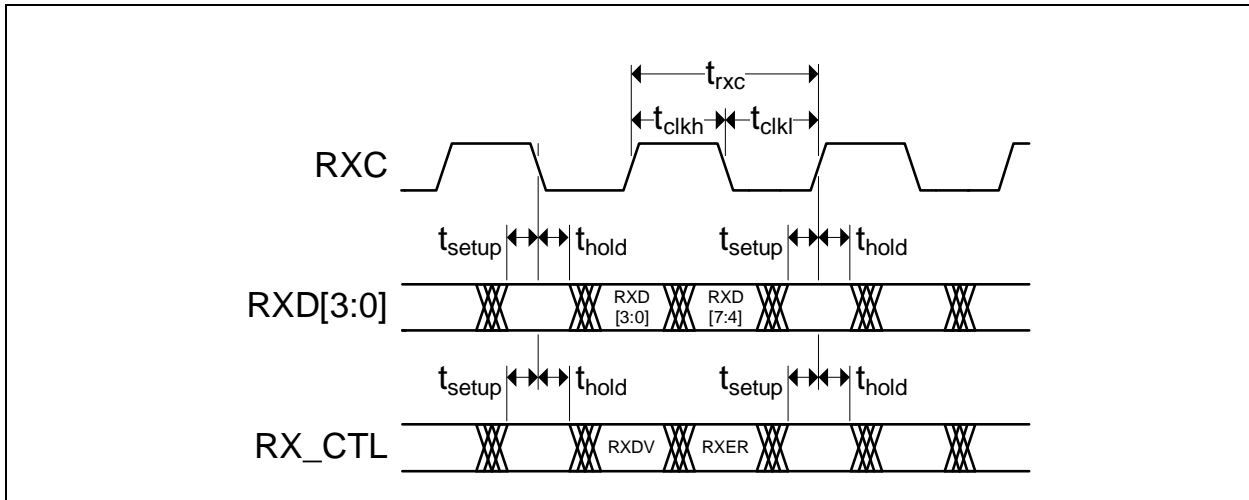 t_rxc
t_clkh t_clkl
RXC
t_setup t_hold t_setup t_hold
RXD[3:0] RXD [3:0] RXD [7:4]
t_setup t_hold t_setup t_hold
RX_CTL RXDV RXER